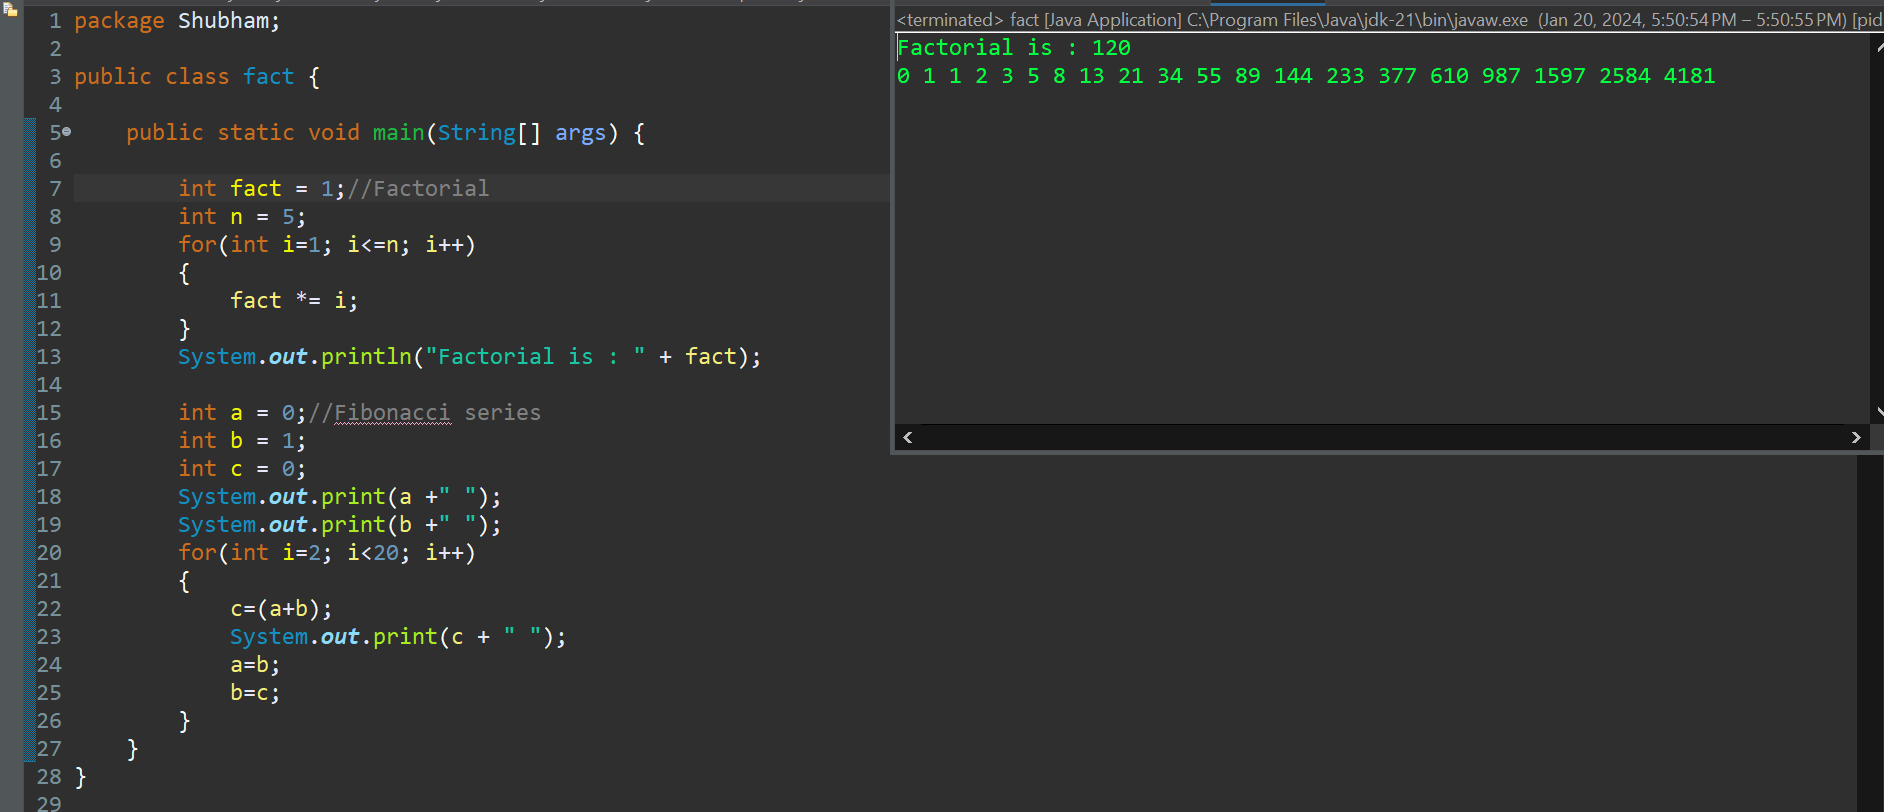 1 package Shubham;
2
3 public class fact {
4
5 public static void main(String[] args) {
6
7 int fact = 1;//Factorial
8 int n = 5;
9 for(int i=1; i<=n; i++)
10 {
11 fact *= i;
12 }
13 System.out.println("Factorial is : " + fact);
14
15 int a = 0;//Fibonacci series
16 int b = 1;
17 int c = 0;
18 System.out.print(a +" ");
19 System.out.print(b +" ");
20 for(int i=2; i<20; i++)
21 {
22 c=(a+b);
23 System.out.print(c + " ");
24 a=b;
25 b=c;
26 }
27 }
28 }
29
<terminated> fact [Java Application] C:\Program Files\Java\jdk-21\bin\javaw.exe (Jan 20, 2024, 5:50:54 PM – 5:50:55 PM) [pid
Factorial is : 120
0 1 1 2 3 5 8 13 21 34 55 89 144 233 377 610 987 1597 2584 4181